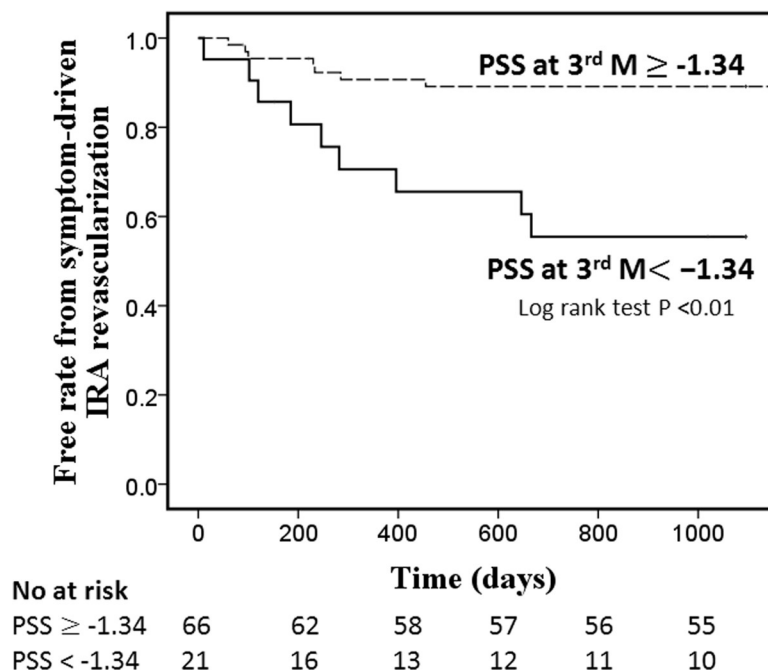 Free rate from symptom-driven
IRA revascularization
1.0
0.8
0.6
0.4
0.2
0.0
PSS at 3rd M ≥ -1.34
PSS at 3rd M< −1.34
Log rank test P <0.01
0 200 400 600 800 1000
Time (days)
No at risk
PSS ≥ -1.34 66 62 58 57 56 55
PSS < -1.34 21 16 13 12 11 10